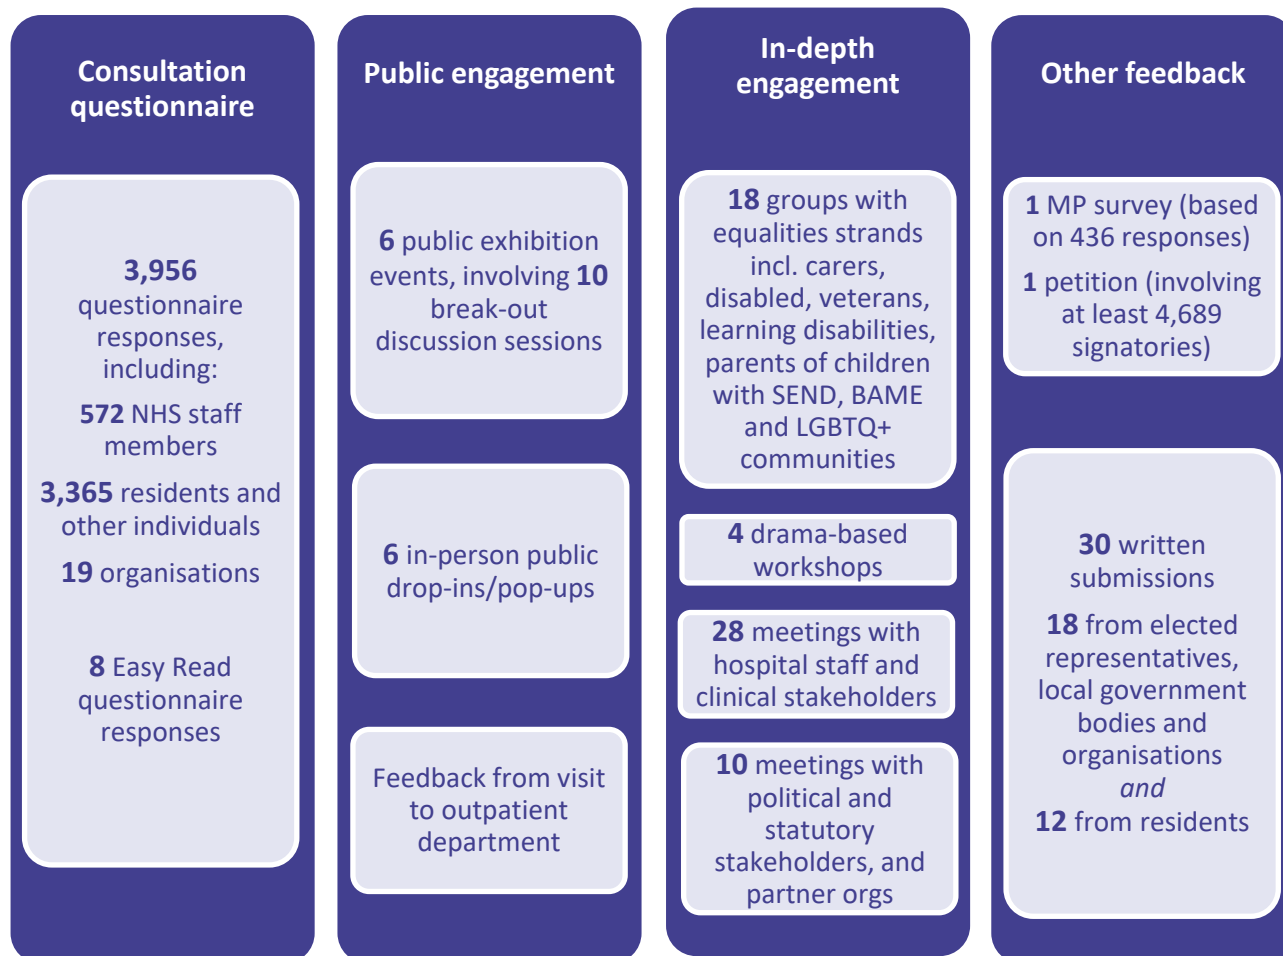 Consultation
questionnaire
3,956
questionnaire
responses,
including:
572 NHS staff
members
3,365 residents and
other individuals
19 organisations
8 Easy Read
questionnaire
responses
Public engagement
6 public exhibition
events, involving 10
break-out
discussion sessions
6 in-person public
drop-ins/pop-ups
Feedback from visit
to outpatient
department
In-depth
engagement
18 groups with
equalities strands
incl. carers,
disabled, veterans,
learning disabilities,
parents of children
with SEND, BAME
and LGBTQ+
communities
4 drama-based
workshops
28 meetings with
hospital staff and
clinical stakeholders
10 meetings with
political and
statutory
stakeholders, and
partner orgs
Other feedback
1 MP survey (based
on 436 responses)
1 petition (involving
at least 4,689
signatories)
30 written
submissions
18 from elected
representatives,
local government
bodies and
organisations
and
12 from residents